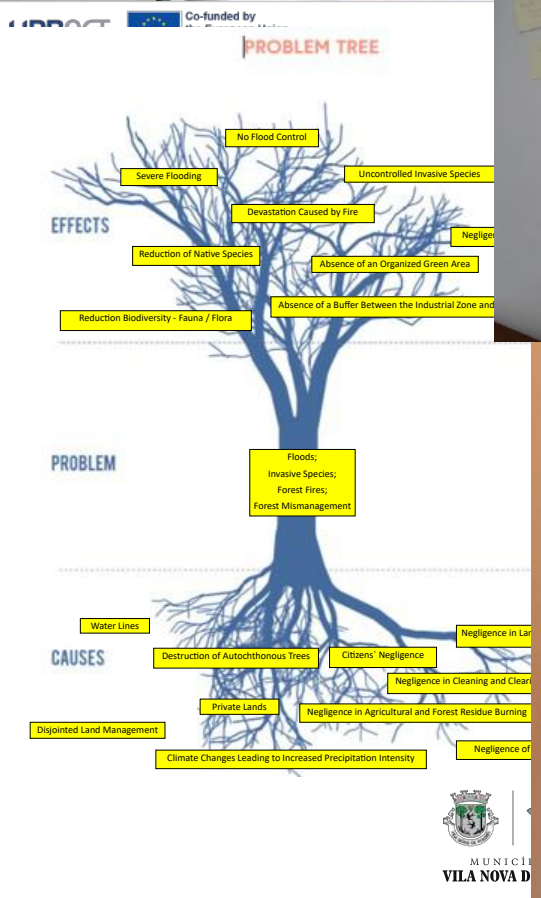 Co-funded by
PROBLEM TREE
No Flood Control
Severe Flooding
Uncontrolled Invasive Species
EFFECTS
Devastation Caused by Fire
Reduction of Native Species
Absence of an Organized Green Area
Absence of a Buffer Between the Industrial Zone and
Reduction Biodiversity - Fauna / Flora
PROBLEM
Floods;
Invasive Species;
Forest Fires;
Forest Mismanagement
Water Lines
Negligence in
CAUSES
Destruction of Autochthonous Trees
Citizens` Negligence
Negligence in Cleaning and
Private Lands
Negligence in Agricultural and Forest Residue Burning
Disjointed Land Management
Negligence of
Climate Changes Leading to Increased Precipitation Intensity
VILA NOVA